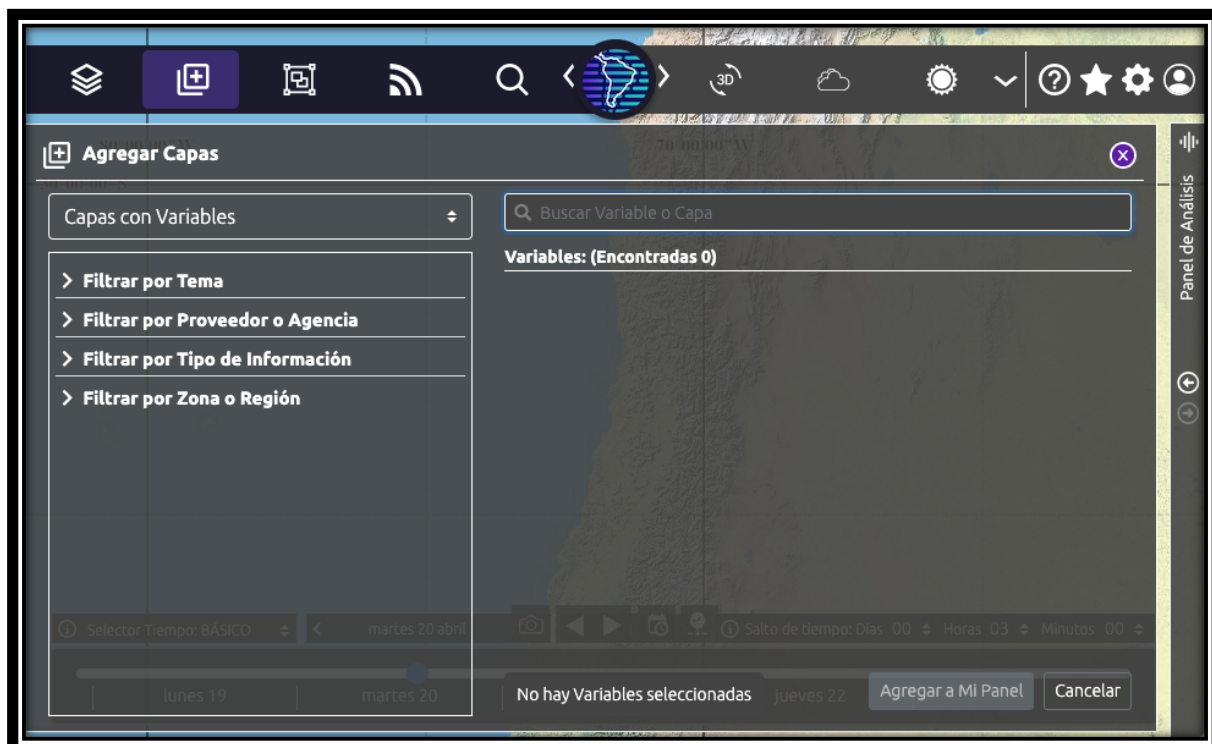 3D
Agregar Capas
70°00'00" W
Capas con Variables
Buscar Variable o Capa
Variables: (Encontradas 0)
Filtrar por Tema
Filtrar por Proveedor o Agencia
Filtrar por Tipo de Información
Filtrar por Zona o Región
Panel de Análisis
Selector Tiempo: BÁSICO
martes 20 abril
Salto de tiempo: Días 00 Horas 03 Minutos 00
lunes 19
martes 20
No hay Variables seleccionadas
jueves 22
Agregar a Mi Panel
Cancelar